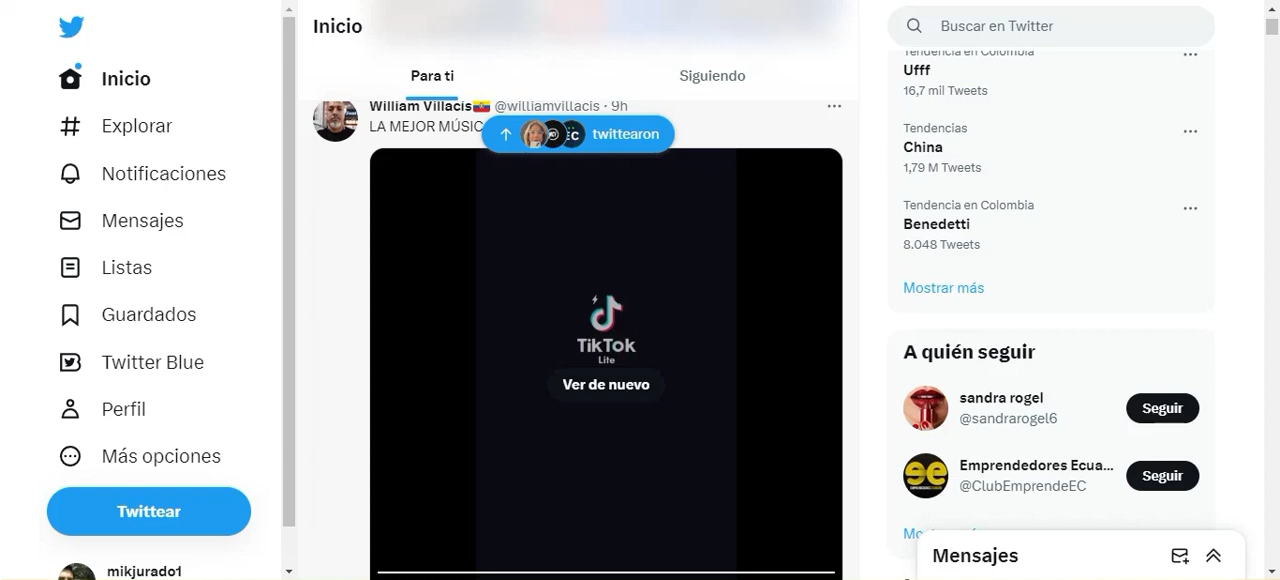 Inicio
Explorar
Notificaciones
Mensajes
Listas
Guardados
Twitter Blue
Perfil
Más opciones
Twittear
mikjurado1
Inicio
Para ti
Siguiendo
William Villacis🇪🇨 @williamvillacis · 9h
LA MEJOR MÚSIC
EC twittearon
TikTok
Lite
Ver de nuevo
Buscar en Twitter
Tendencia en Colombia
Ufff
16,7 mil Tweets
Tendencias
China
1,79 M Tweets
Tendencia en Colombia
Benedetti
8.048 Tweets
Mostrar más
A quién seguir
sandra rogel
@sandrarogel6
Seguir
Emprendedores Ecua...
@ClubEmprendeEC
Seguir
Mo
Mensajes